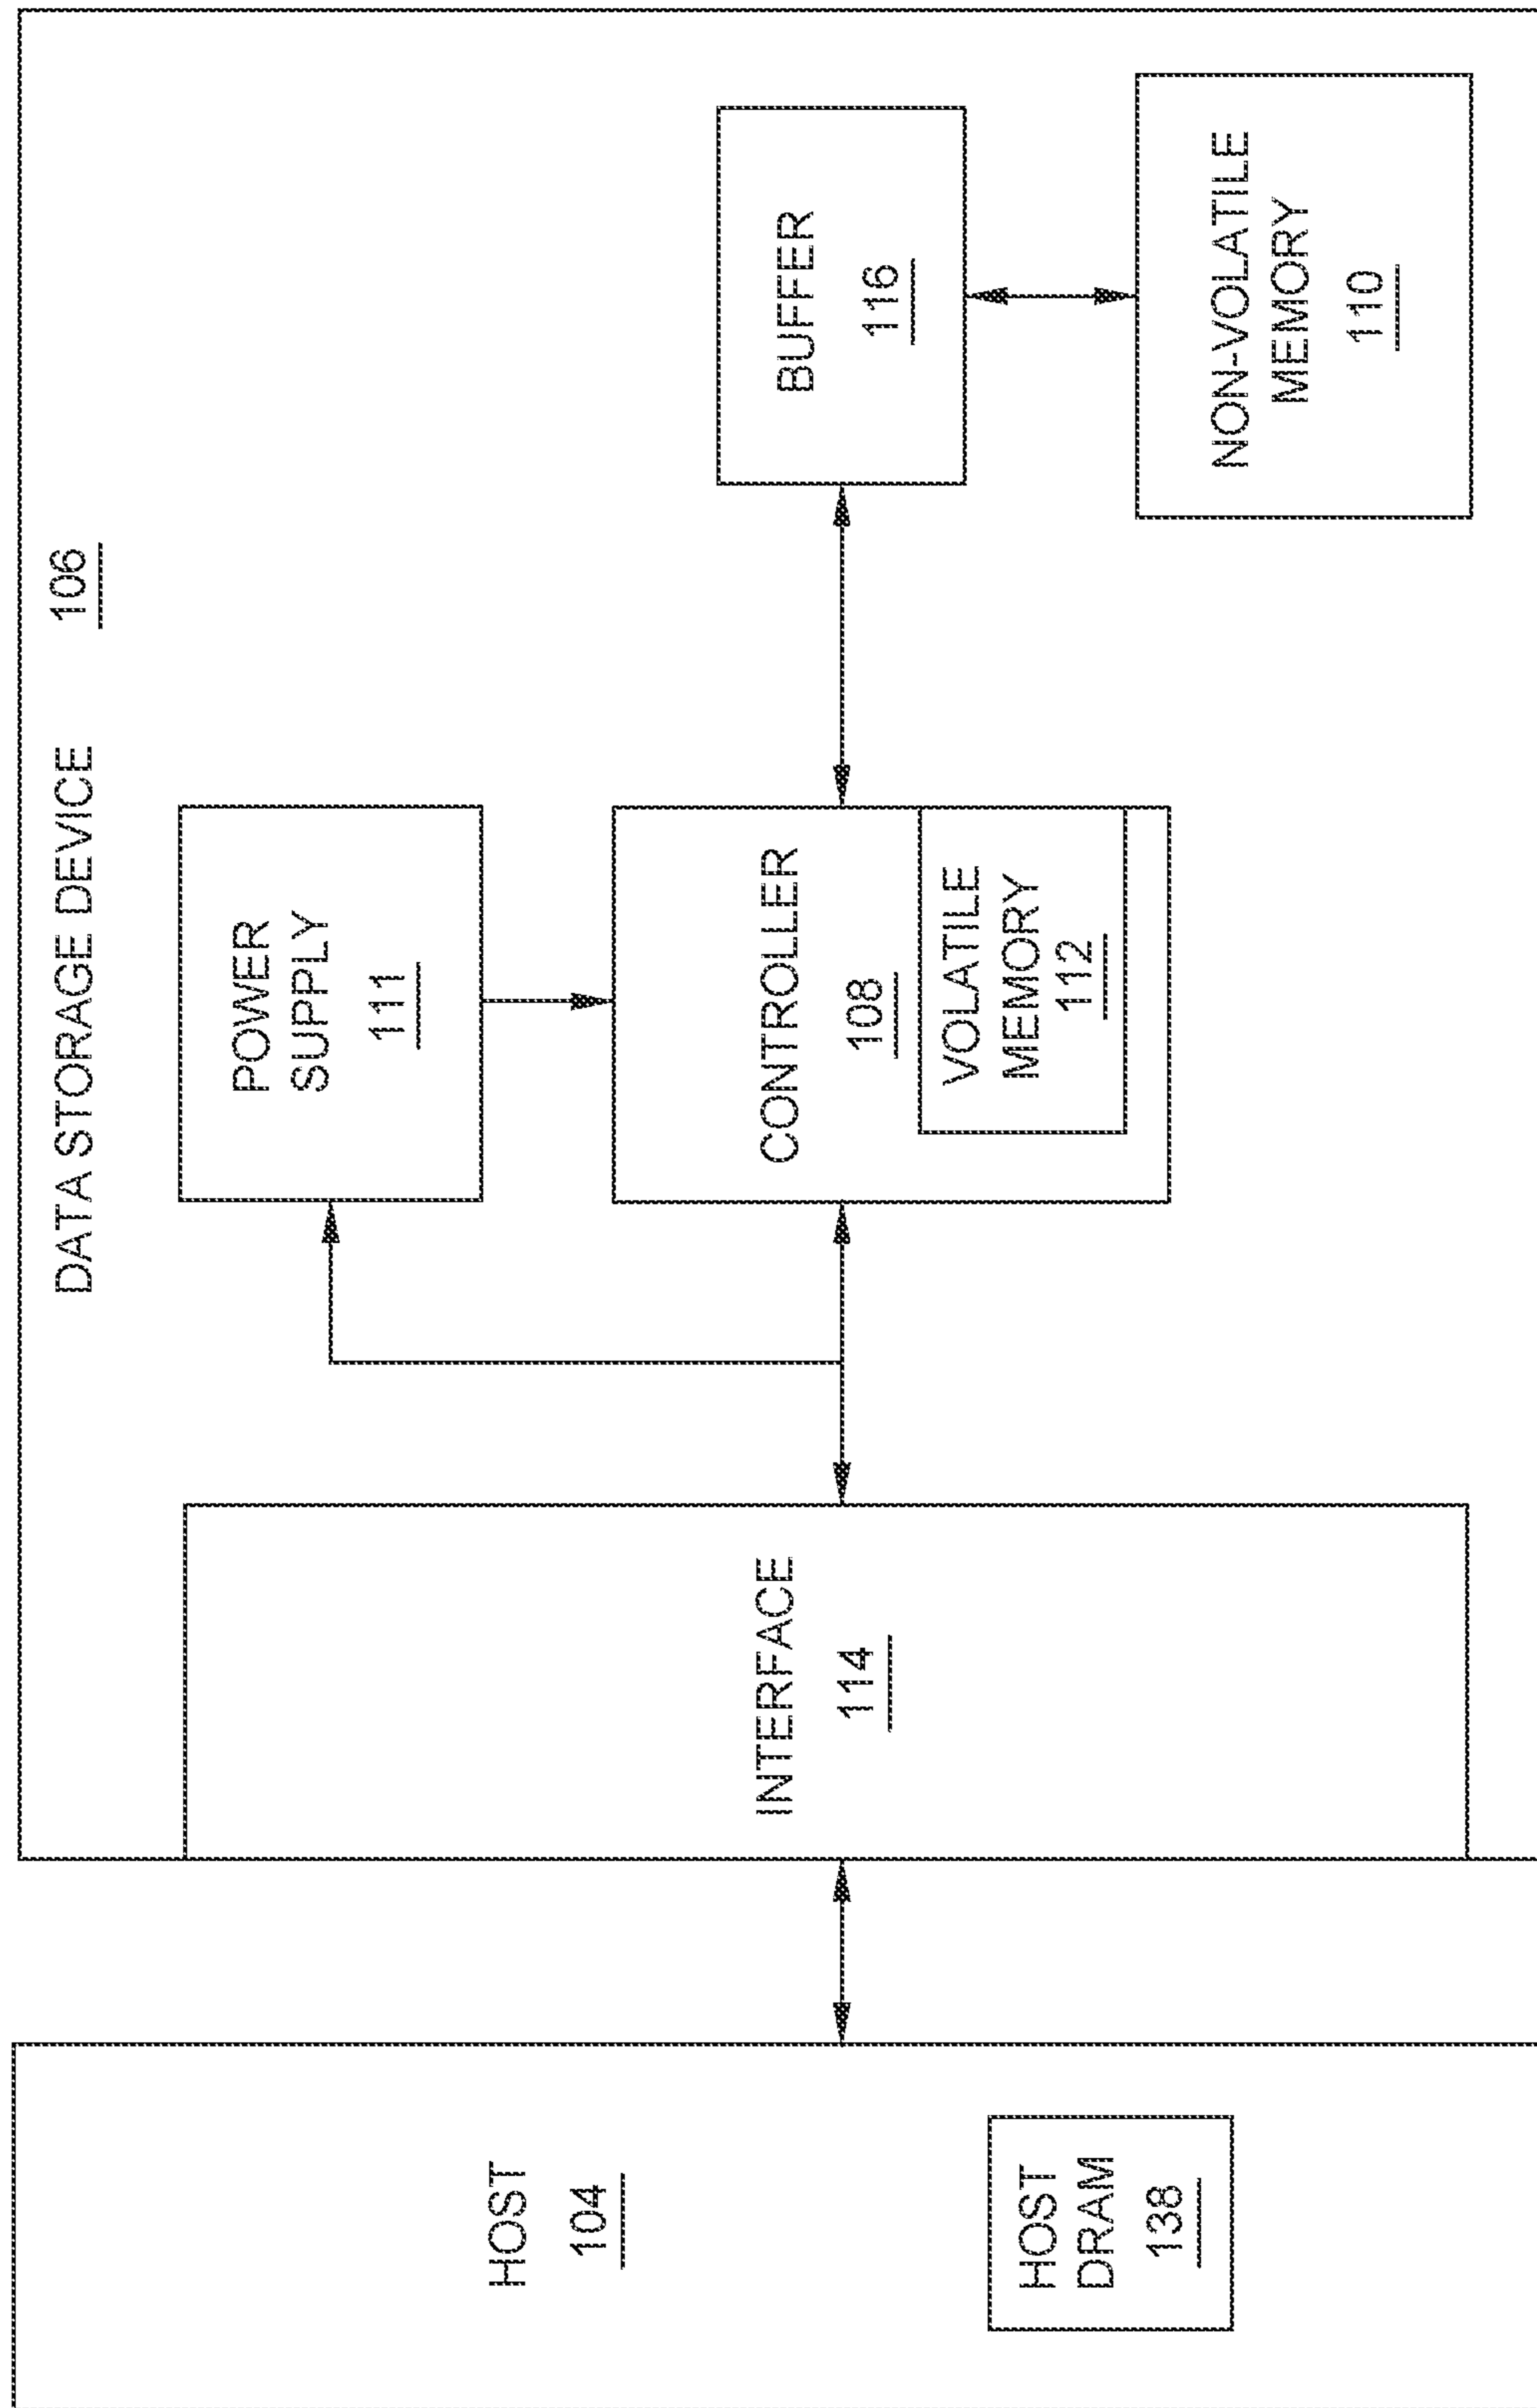 HOST
104
HOST
DRAM
138
INTERFACE
114
DATA STORAGE DEVICE 106
POWER
SUPPLY
111
CONTROLLER
108
VOLATILE
MEMORY
112
BUFFER
116
NON-VOLATILE
MEMORY
110